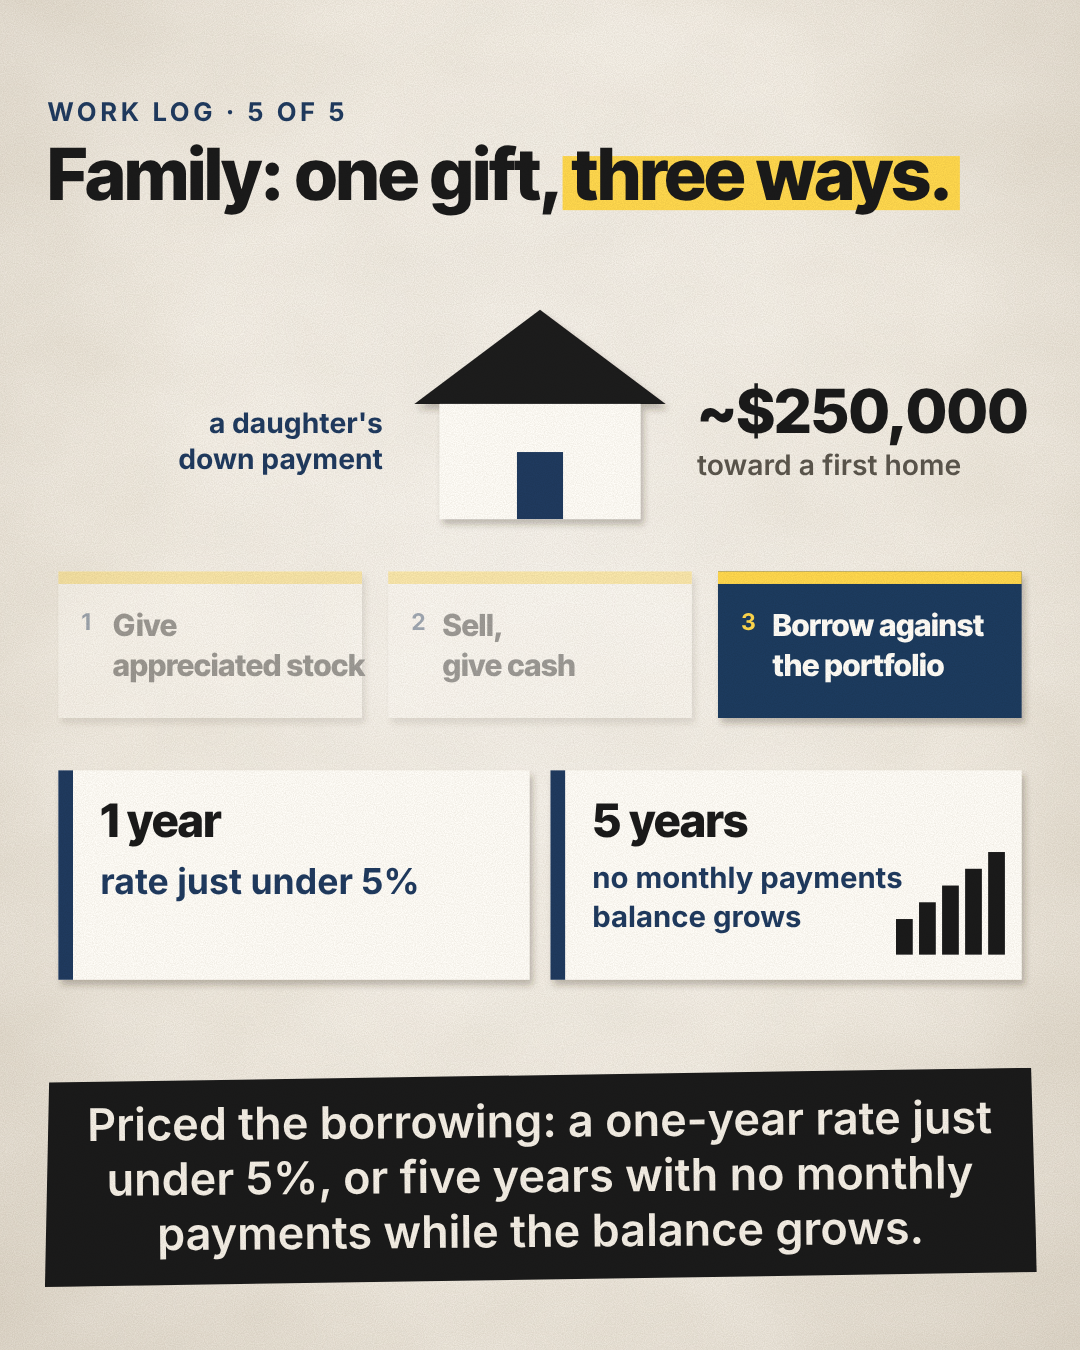 WORK LOG · 5 OF 5
Family: one gift, three ways.
a daughter's
down payment
~$250,000
toward a first home
1 Give
appreciated stock
2 Sell,
give cash
3 Borrow against
the portfolio
1 year
rate just under 5%
5 years
no monthly payments
balance grows
Priced the borrowing: a one-year rate just
under 5%, or five years with no monthly
payments while the balance grows.